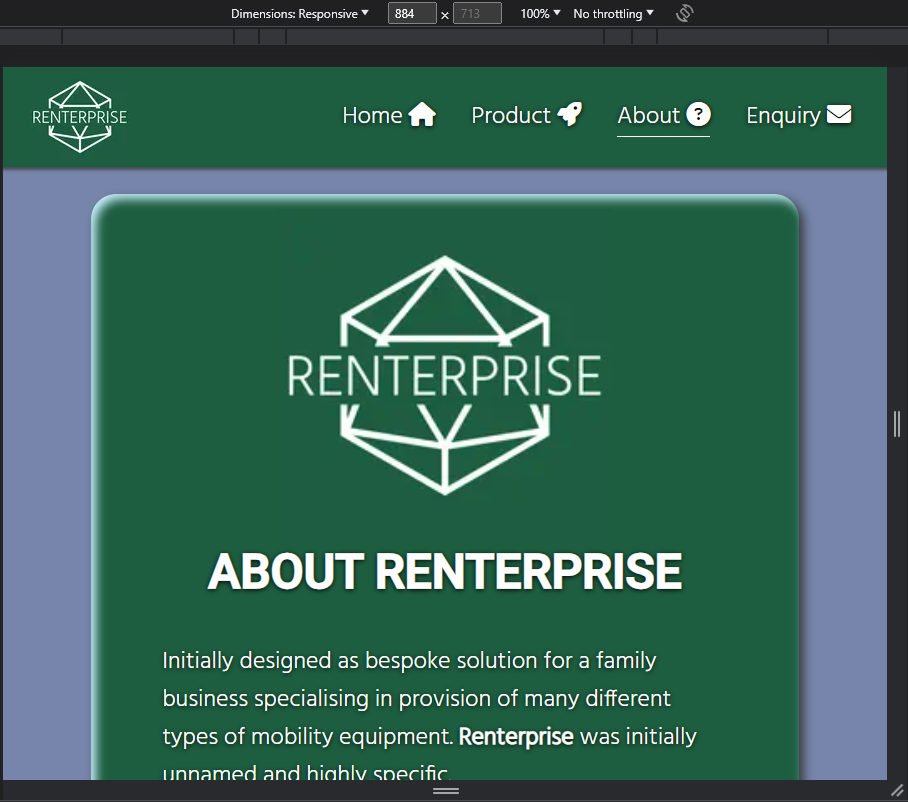 Dimensions: Responsive 884 × 713 100% No throttling
RENTERPRISE
Home Product About ? Enquiry
RENTERPRISE
ABOUT RENTERPRISE
Initially designed as bespoke solution for a family
business specialising in provision of many different
types of mobility equipment. Renterprise was initially
unnamed and highly specific.